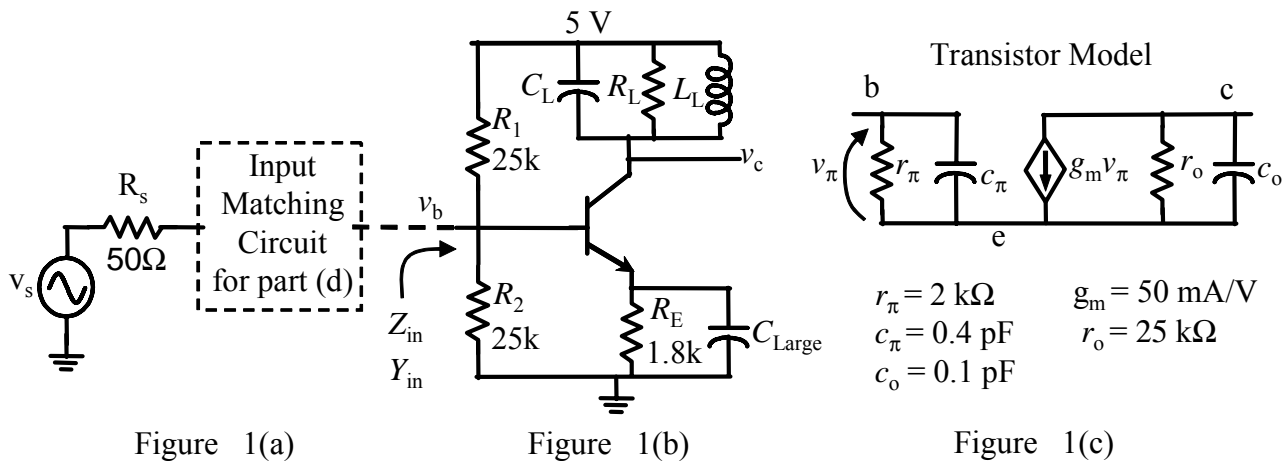 5 V
C_L
R_L
L_L
R_1
25k
v_c
Input
Matching
Circuit
for part (d)
R_s
50Ω
v_s
v_b
Z_in
Y_in
R_2
25k
R_E
1.8k
C_Large
Transistor Model
b
c
v_π
r_π
c_π
g_m v_π
r_o
c_o
e
r_π = 2 kΩ
c_π = 0.4 pF
c_o = 0.1 pF
g_m = 50 mA/V
r_o = 25 kΩ
Figure 1(a)
Figure 1(b)
Figure 1(c)